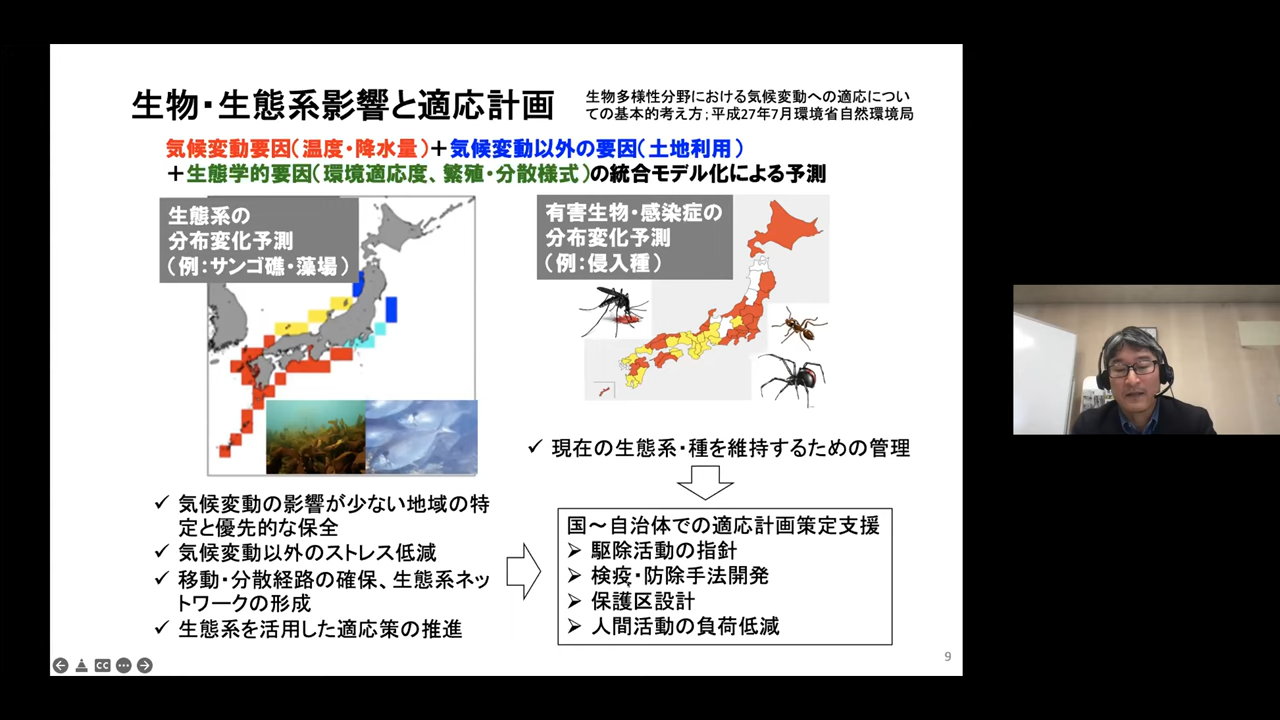 生物・生態系影響と適応計画
生物多様性分野における気候変動への適応につい
ての基本的考え方;平成27年7月環境省自然環境局
気候変動要因(温度・降水量)＋気候変動以外の要因(土地利用)
＋生態学的要因(環境適応度、繁殖・分散様式)の統合モデル化による予測
生態系の
分布変化予測
(例:サンゴ礁・藻場)
有害生物・感染症の
分布変化予測
(例:侵入種)
✓ 現在の生態系・種を維持するための管理
✓ 気候変動の影響が少ない地域の特
定と優先的な保全
✓ 気候変動以外のストレス低減
✓ 移動・分散経路の確保、生態系ネッ
トワークの形成
✓ 生態系を活用した適応策の推進
国～自治体での適応計画策定支援
➢ 駆除活動の指針
➢ 検疫・防除手法開発
➢ 保護区設計
➢ 人間活動の負荷低減
CC
9